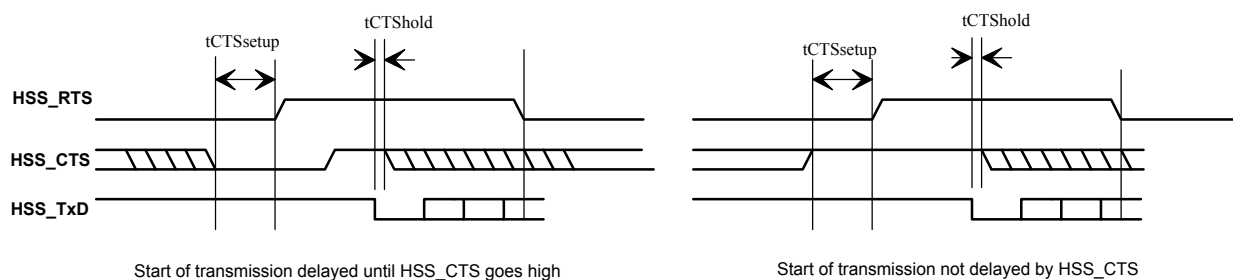 tCTShold
tCTSsetup
tCTShold
tCTSsetup
HSS_RTS
HSS_CTS
HSS_TxD
Start of transmission delayed until HSS_CTS goes high
Start of transmission not delayed by HSS_CTS